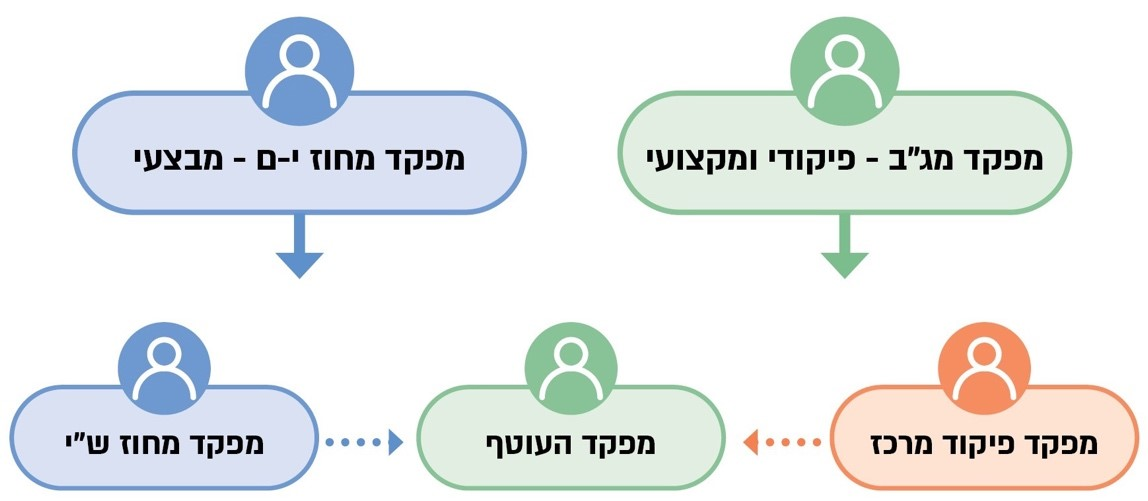 מפקד מג"ב - פיקודי ומקצועי
מפקד מחוז י-ם - מבצעי
מפקד פיקוד מרכז
מפקד העוטף
מפקד מחוז ש"י